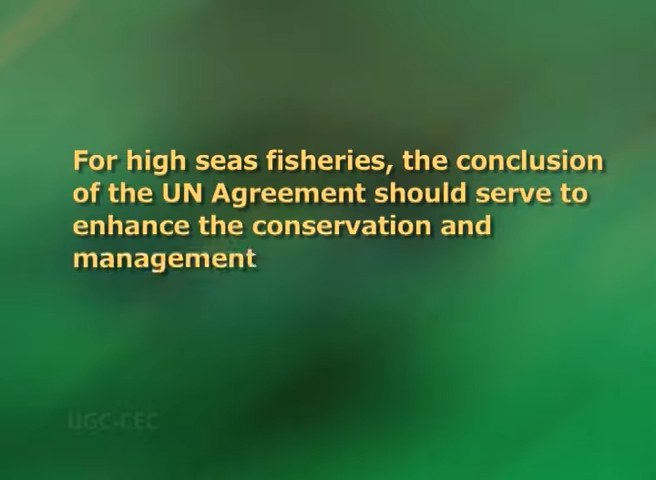 For high seas fisheries, the conclusion
of the UN Agreement should serve to
enhance the conservation and
management
UGC-CEC